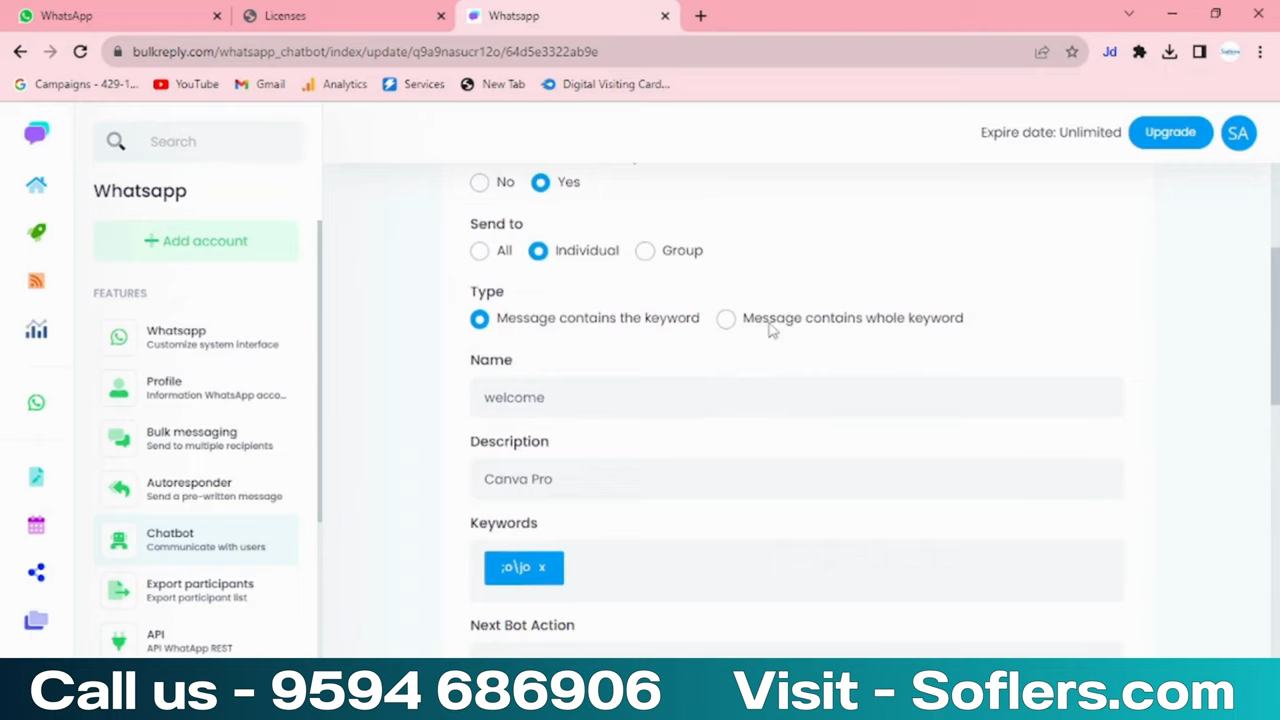 WhatsApp
Licenses
Whatsapp
bulkreply.com/whatsapp_chatbot/index/update/q9a9nasucr12o/64d5e3322ab9e
Jd
Campaigns - 429-1...
YouTube
Gmail
Analytics
Services
New Tab
Digital Visiting Card...
Search
Expire date: Unlimited
Upgrade
SA
Whatsapp
+ Add account
FEATURES
Whatsapp
Customize system interface
Profile
Information WhatsApp acco...
Bulk messaging
Send to multiple recipients
Autoresponder
Send a pre-written message
Chatbot
Communicate with users
Export participants
Export participant list
API
API WhatsApp REST
No Yes
Send to
All Individual Group
Type
Message contains the keyword Message contains whole keyword
Name
welcome
Description
Canva Pro
Keywords
;o\jo x
Next Bot Action
Call us - 9594 686906 Visit - Soflers.com